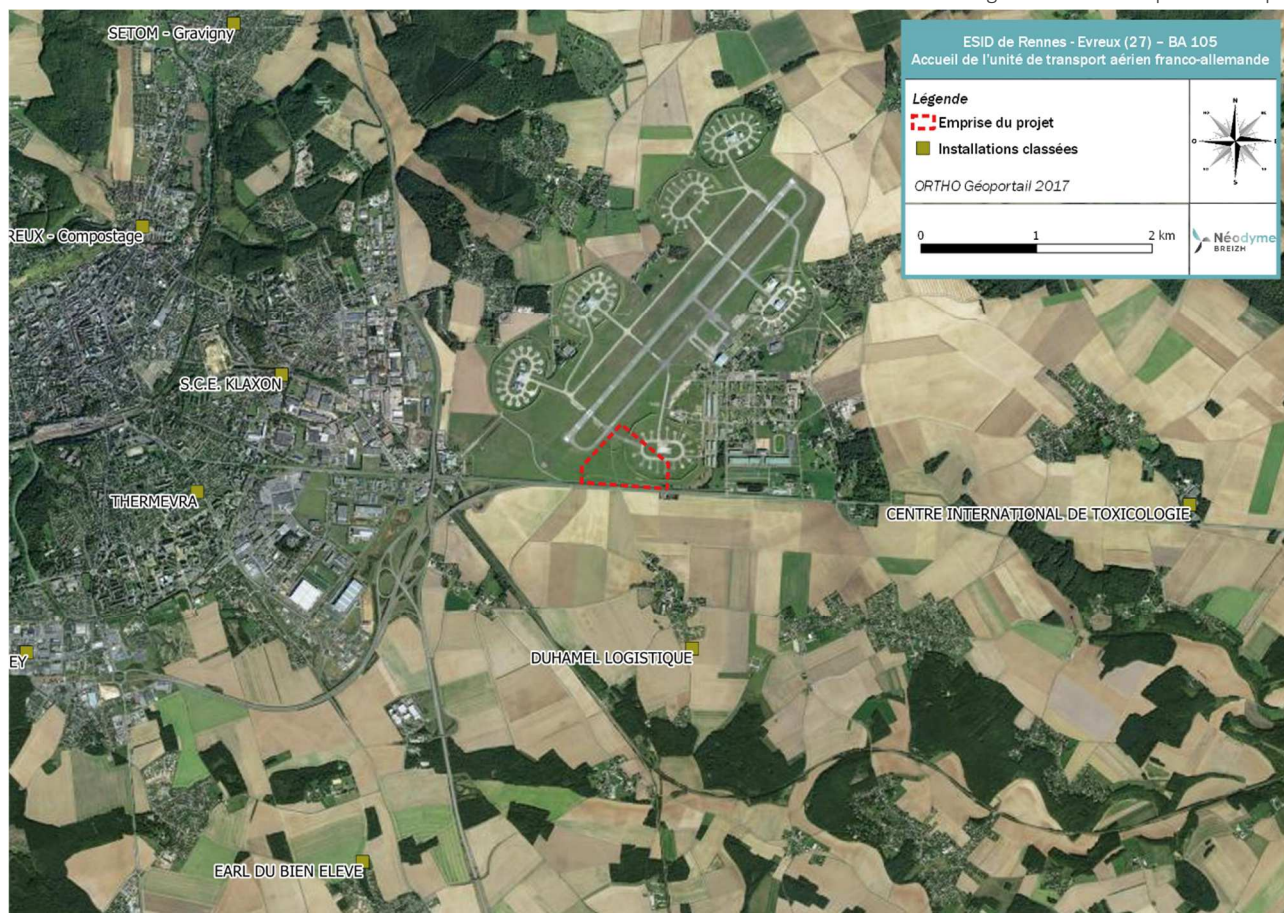 SETOM - Gravigny
ESID de Rennes - Evreux (27) – BA 105
Accueil de l'unité de transport aérien franco-allemande
Légende
Emprise du projet
Installations classées
ORTHO Géoportail 2017
N
S
0 1 2 km
Néodyme
BREIZH
REUX - Compostage
S.C.E. KLAXON
THERMEVRA
CENTRE INTERNATIONAL DE TOXICOLOGIE
DUHAMEL LOGISTIQUE
EY
EARL DU BIEN ELEVE